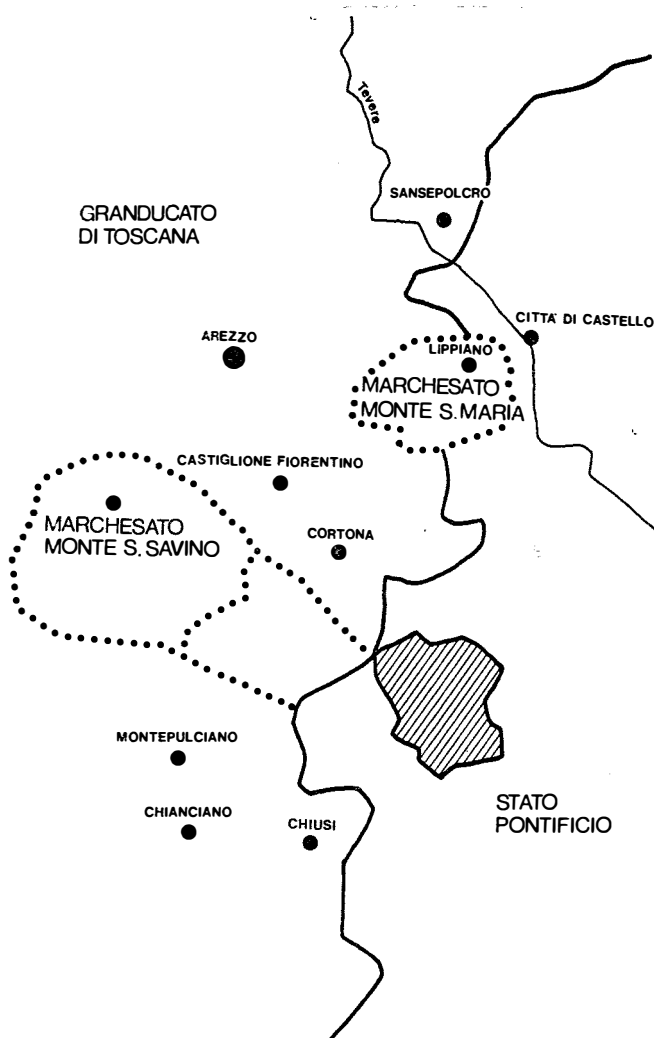 Tevere
SANSEPOLCRO
GRANDUCATO
DI TOSCANA
CITTÀ DI CASTELLO
AREZZO
LIPPIANO
MARCHESATO
MONTE S. MARIA
CASTIGLIONE FIORENTINO
MARCHESATO
MONTE S. SAVINO
CORTONA
MONTEPULCIANO
STATO
PONTIFICIO
CHIANCIANO
CHIUSI